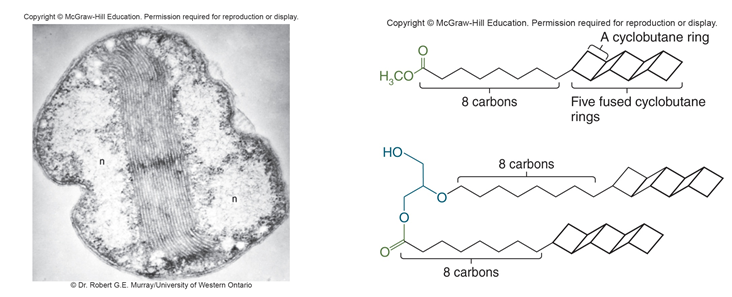 Copyright © McGraw-Hill Education. Permission required for reproduction or display.
n
n
© Dr. Robert G.E. Murray/University of Western Ontario
Copyright © McGraw-Hill Education. Permission required for reproduction or display.
A cyclobutane ring
O
H3CO
8 carbons
Five fused cyclobutane
rings
HO
8 carbons
O
O
O
8 carbons